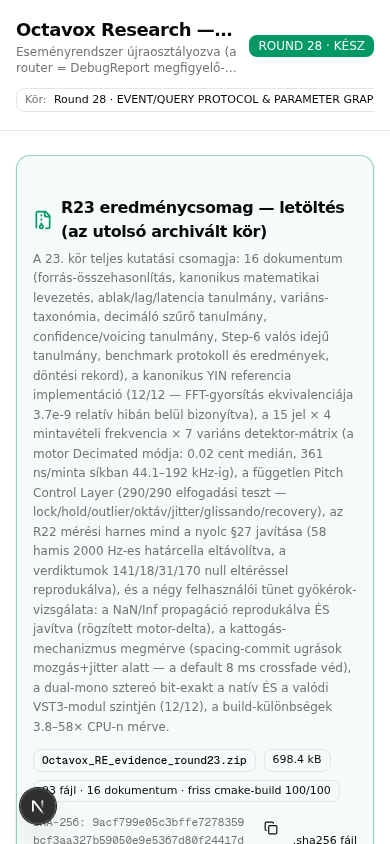 Octavox Research —...
ROUND 28 · KÉSZ
Eseményrendszer újraosztályozva (a
router = DebugReport megfigyelő-...
Kör: Round 28 · EVENT/QUERY PROTOCOL & PARAMETER GRAP
R23 eredménycsomag — letöltés
(az utolsó archivált kör)
A 23. kör teljes kutatási csomagja: 16 dokumentum
(forrás-összehasonlítás, kanonikus matematikai
levezetés, ablak/lag/latencia tanulmány, variáns-
taxonómia, decimáló szűrő tanulmány,
confidence/voicing tanulmány, Step-6 valós idejű
tanulmány, benchmark protokoll és eredmények,
döntési rekord), a kanonikus YIN referencia
implementáció (12/12 — FFT-gyorsítás ekvivalenciája
3.7e-9 relatív hibán belül bizonyítva), a 15 jel × 4
mintavételi frekvencia × 7 variáns detektor-mátrix (a
motor Decimated módja: 0.02 cent medián, 361
ns/minta síkban 44.1–192 kHz-ig), a független Pitch
Control Layer (290/290 elfogadási teszt —
lock/hold/outlier/oktáv/jitter/glissando/recovery), az
R22 mérési harnes mind a nyolc §27 javítása (58
hamis 2000 Hz-es határcella eltávolítva, a
verdiktumok 141/18/31/170 null eltéréssel
reprodukálva), és a négy felhasználói tünet gyökérok-
vizsgálata: a NaN/Inf propagáció reprodukálva ÉS
javítva (rögzített motor-delta), a kattogás-
mechanizmus megmérve (spacing-commit ugrások
mozgás+jitter alatt — a default 8 ms crossfade véd),
a dual-mono sztereó bit-exakt a natív ÉS a valódi
VST3-modul szintjén (12/12), a build-különbségek
3.8–58× CPU-n mérve.
Octavox_RE_evidence_round23.zip
698.4 kB
93 fájl · 16 dokumentum · friss cmake-build 100/100
SHA-256: 9acf799e05c3bffe7278359
bcf3aa327b59050e9e5367d80f24417d
.sha256 fájl
N